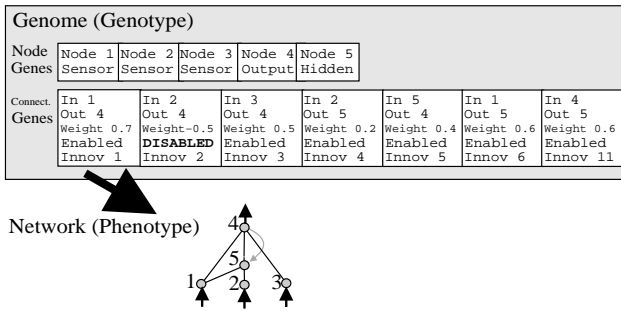 Genome (Genotype)
Node Genes
Node 1 Node 2 Node 3 Node 4 Node 5
Sensor Sensor Sensor Output Hidden
Connect. Genes
In 1 In 2 In 3 In 2 In 5 In 1 In 4
Out 4 Out 4 Out 4 Out 5 Out 4 Out 5 Out 5
Weight 0.7 Weight-0.5 Weight 0.5 Weight 0.2 Weight 0.4 Weight 0.6 Weight 0.6
Enabled DISABLED Enabled Enabled Enabled Enabled Enabled
Innov 1 Innov 2 Innov 3 Innov 4 Innov 5 Innov 6 Innov 11
Network (Phenotype)
4
5
1 2 3